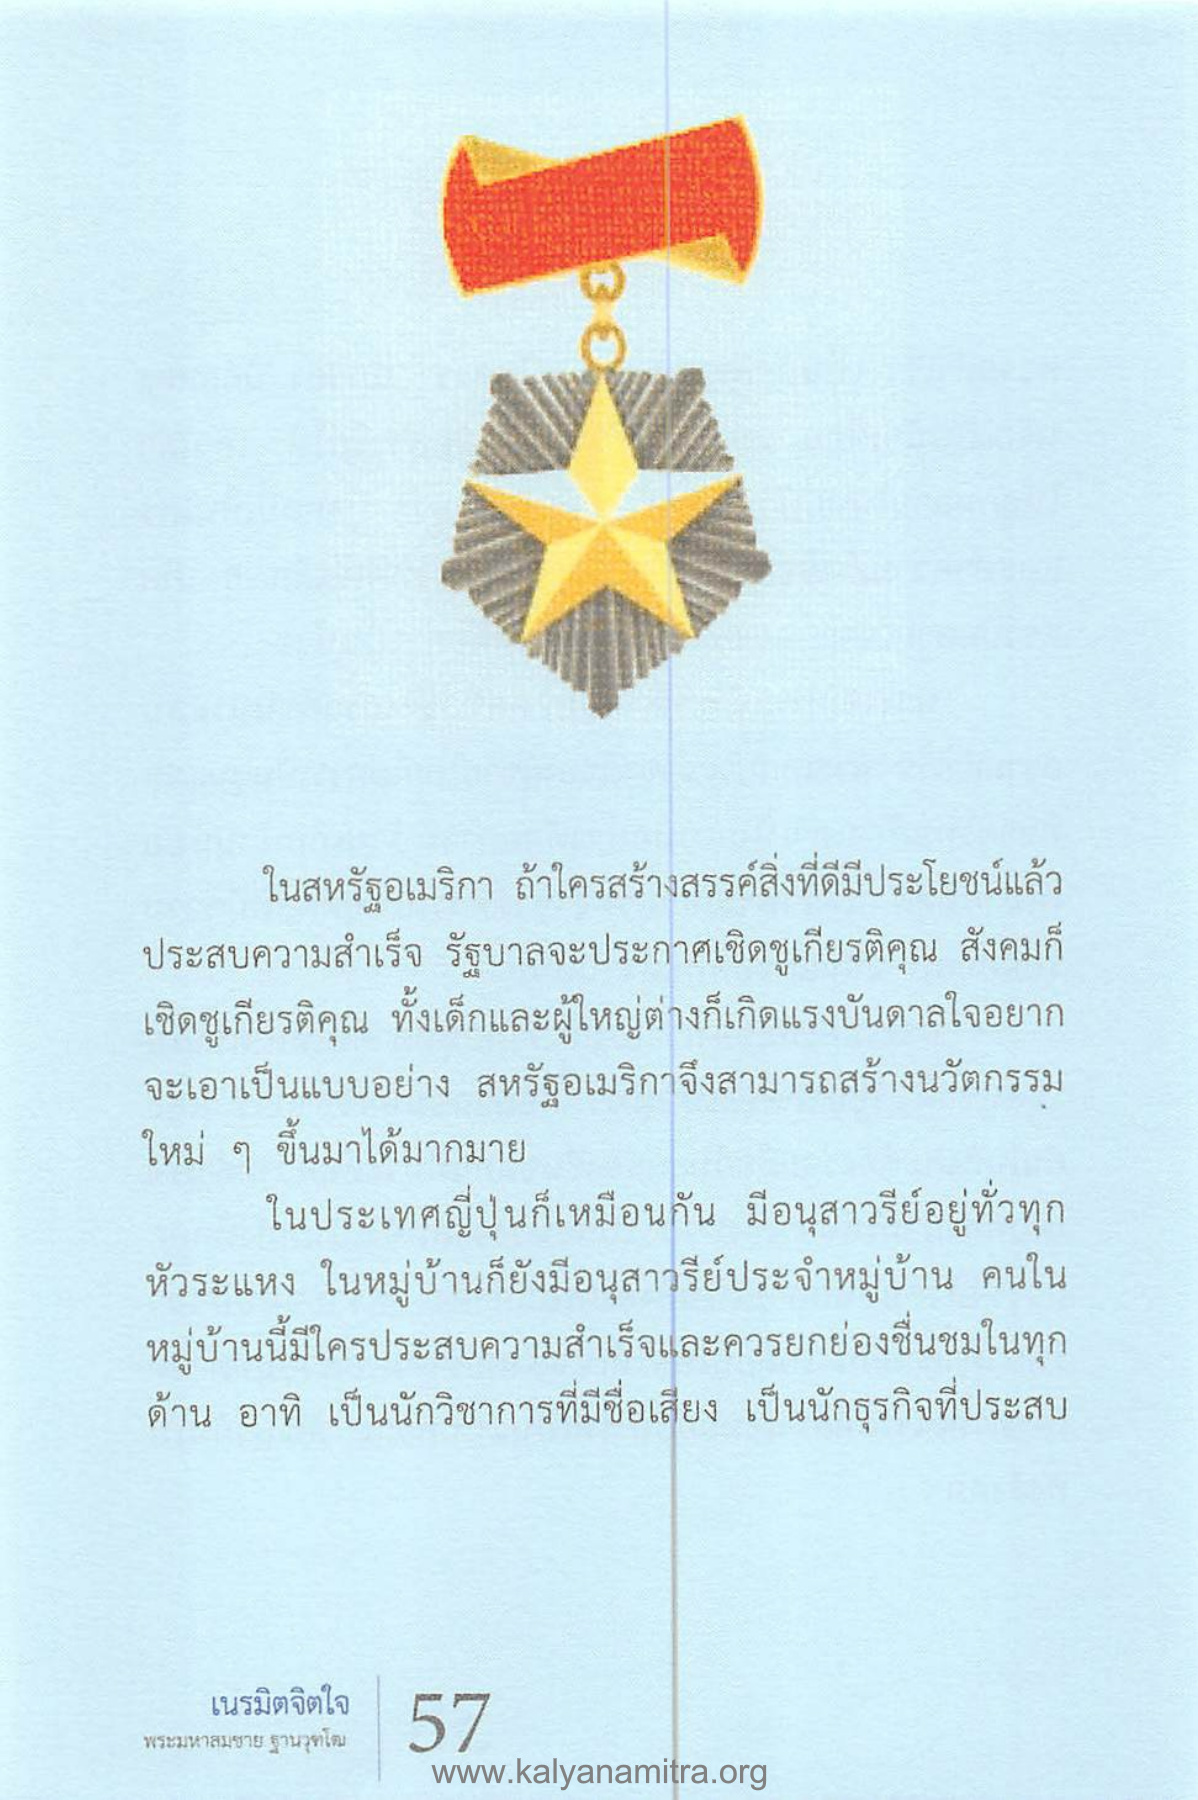 ในสหรัฐอเมริกา ถ้าใครสร้างสรรค์สิ่งที่ดีมีประโยชน์แล้ว
ประสบความสำเร็จ รัฐบาลจะประกาศเชิดชูเกียรติคุณ สังคมก็
เชิดชูเกียรติคุณ ทั้งเด็กและผู้ใหญ่ต่างก็เกิดแรงบันดาลใจอยาก
จะเอาเป็นแบบอย่าง สหรัฐอเมริกาจึงสามารถสร้างนวัตกรรม
ใหม่ ๆ ขึ้นมาได้มากมาย
ในประเทศญี่ปุ่นก็เหมือนกัน มีอนุสาวรีย์อยู่ทั่วทุก
หัวระแหง ในหมู่บ้านก็ยังมีอนุสาวรีย์ประจำหมู่บ้าน คนใน
หมู่บ้านนี้มีใครประสบความสำเร็จและควรยกย่องชื่นชมในทุก
ด้าน อาทิ เป็นนักวิชาการที่มีชื่อเสียง เป็นนักธุรกิจที่ประสบ
เนรมิตจิตใจ
พระมหาสมชาย ฐานวุฑโฒ
57
www.kalyanamitra.org